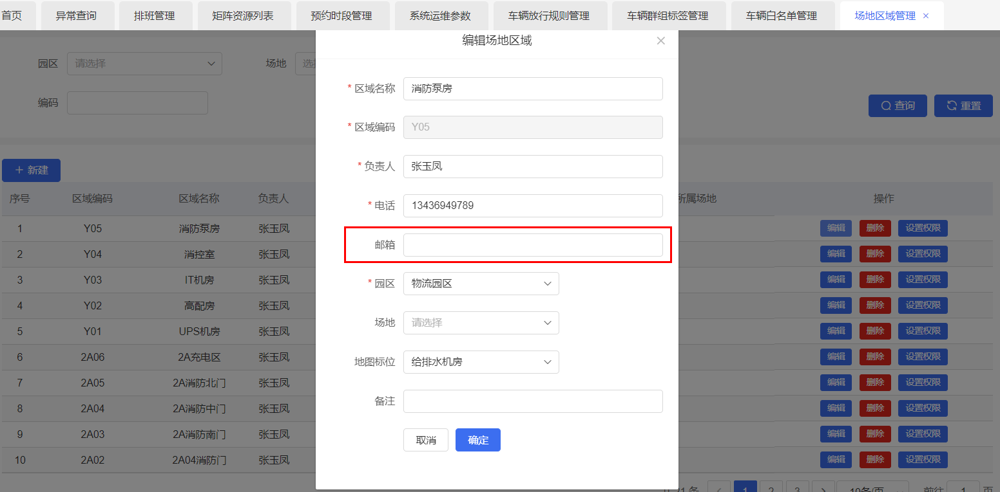 首页 异常查询 排班管理 矩阵资源列表 预约时段管理 系统运维参数 车辆放行规则管理 车辆群组标签管理 车辆白名单管理 场地区域管理 ×
编辑场地区域 ×
园区 请选择 场地
编码 查询 重置
新建
* 区域名称 消防泵房
* 区域编码 Y05
* 负责人 张玉凤
* 电话 13436949789
邮箱
* 园区 物流园区
场地 请选择
地图标位 给排水机房
备注
取消 确定
序号 区域编码 区域名称 负责人 所属场地 操作
1 Y05 消防泵房 张玉凤 编辑 删除 设置权限
2 Y04 消控室 张玉凤 编辑 删除 设置权限
3 Y03 IT机房 张玉凤 编辑 删除 设置权限
4 Y02 高配房 张玉凤 编辑 删除 设置权限
5 Y01 UPS机房 张玉凤 编辑 删除 设置权限
6 2A06 2A充电区 张玉凤 编辑 删除 设置权限
7 2A05 2A消防北门 张玉凤 编辑 删除 设置权限
8 2A04 2A消防中门 张玉凤 编辑 删除 设置权限
9 2A03 2A消防南门 张玉凤 编辑 删除 设置权限
10 2A02 2A04消防门 张玉凤 编辑 删除 设置权限
21 条 1 2 3 10条/页 前往 1 页